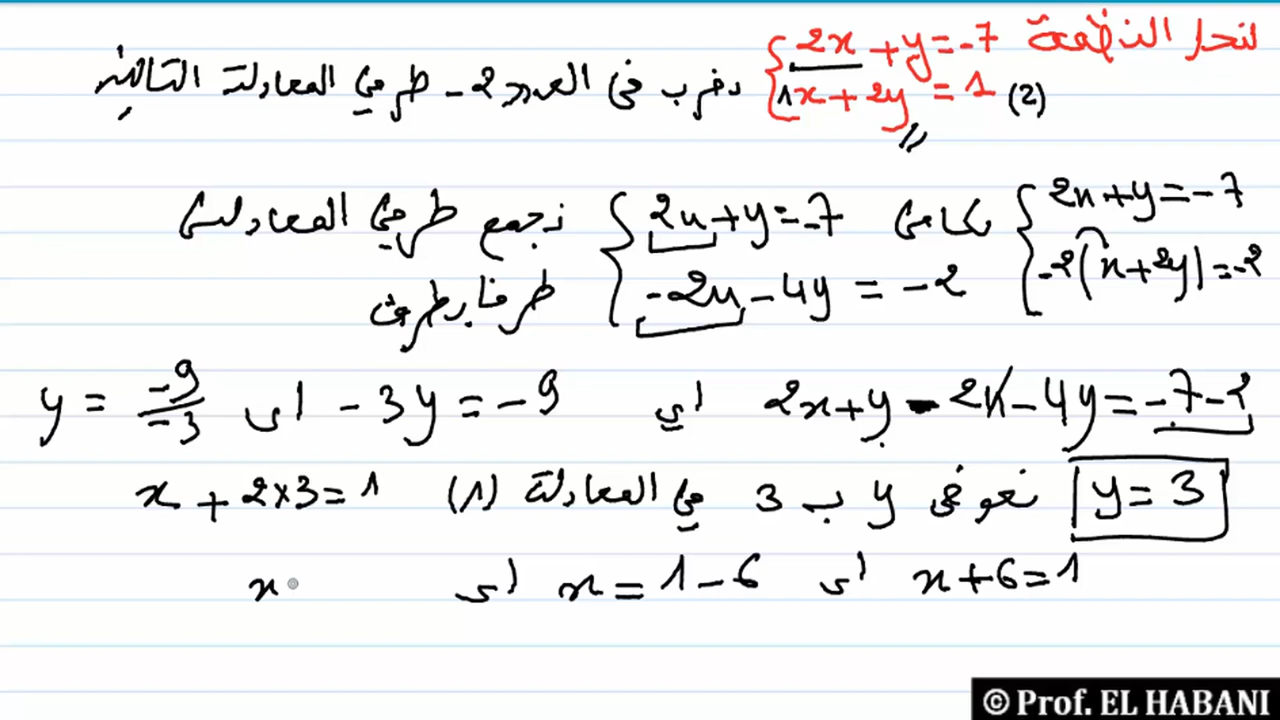 لنحل النظمة { 2x + y = -7 نضرب في العدد 2- طرفي المعادلة الثانية
1x + 2y = 1 (2)
{ 2x + y = -7 يكافئ { 2x + y = -7 نجمع طرفي المعادلتين
-2(x + 2y) = -2 { -2x - 4y = -2 طرفا بطرف
2x + y - 2x - 4y = -7 - 2 أي -3y = -9 أي y = -9/-3
y = 3 نعوض y ب 3 في المعادلة (1) x + 2×3 = 1
x + 6 = 1 أي x = 1 - 6 أي x
© Prof. EL HABANI